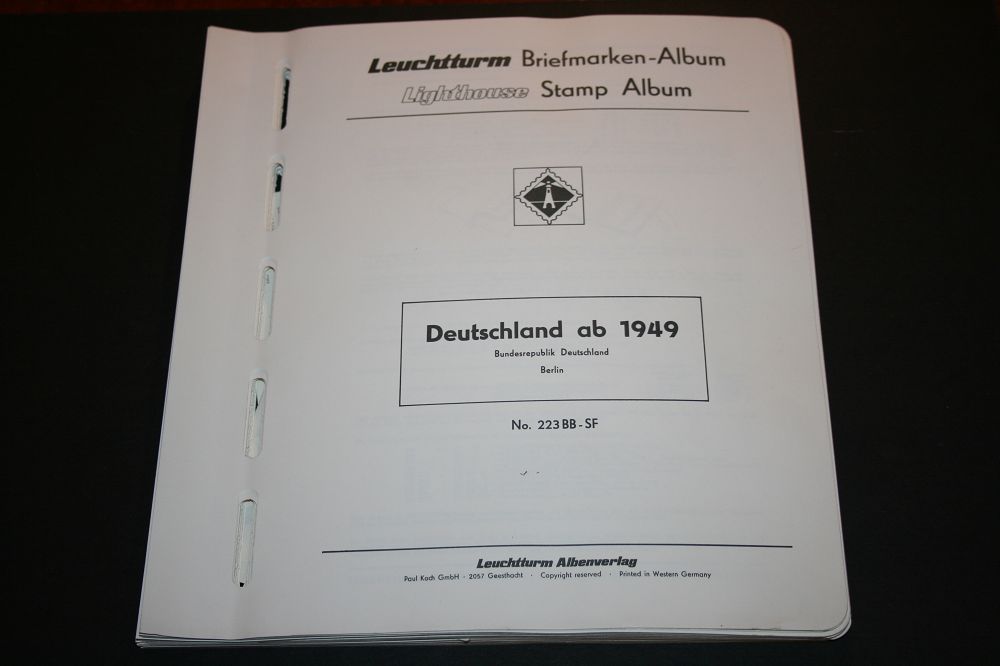 Leuchtturm Briefmarken-Album
Lighthouse Stamp Album
Deutschland ab 1949
Bundesrepublik Deutschland
Berlin
No. 223 BB - SF
Leuchtturm Albenverlag
Paul Koch GmbH · 2057 Geesthacht · Copyright reserved · Printed in Western Germany